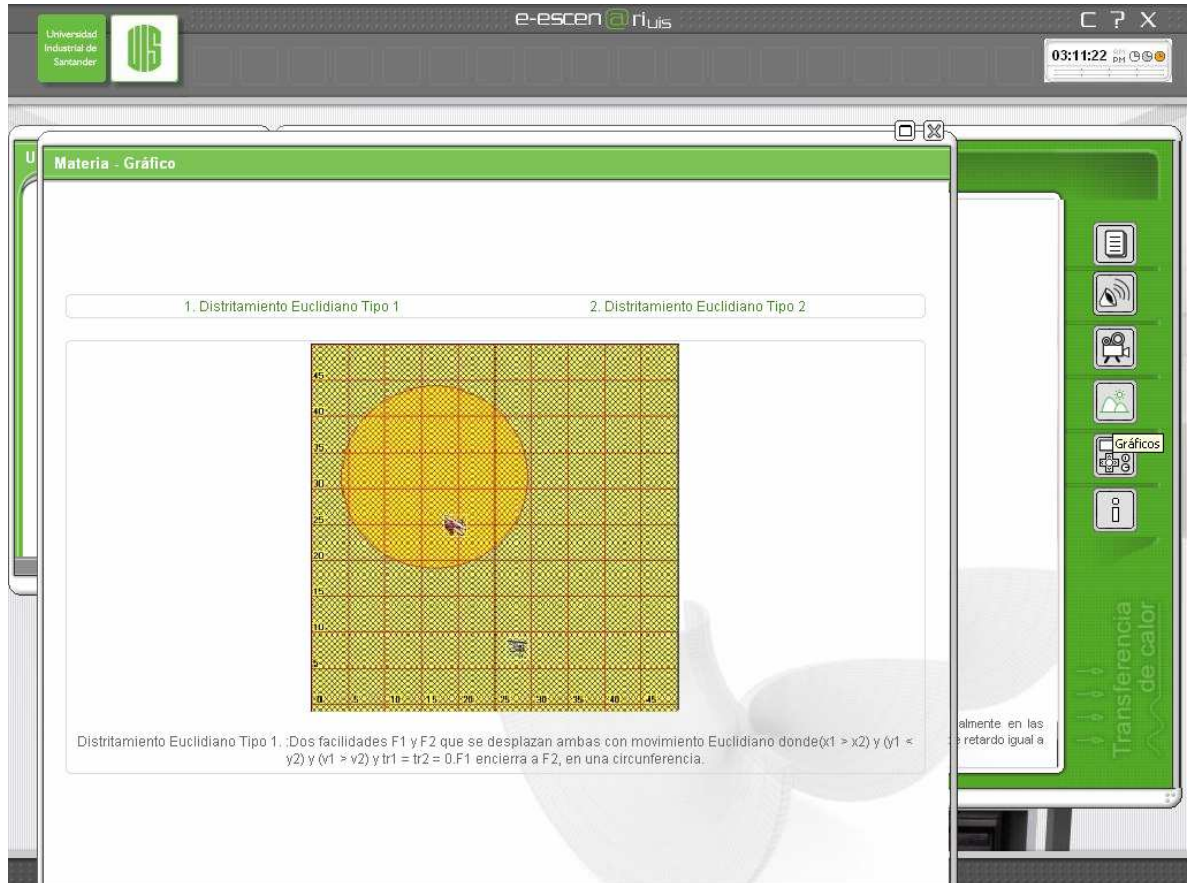 Universidad
Industrial de
Santander
e-escen@ri uis
C ? X
03:11:22 AM PM
U
Materia - Gráfico
1. Distritamiento Euclidiano Tipo 1
2. Distritamiento Euclidiano Tipo 2
45
40
35
30
25
20
15
10
5
0 5 10 15 20 25 30 35 40 45
Distritamiento Euclidiano Tipo 1. :Dos facilidades F1 y F2 que se desplazan ambas con movimiento Euclidiano donde(x1 > x2) y (y1 <
y2) y (v1 > v2) y tr1 = tr2 = 0.F1 encierra a F2, en una circunferencia.
almente en las
retardo igual a
Gráficos
Transferencia
de calor